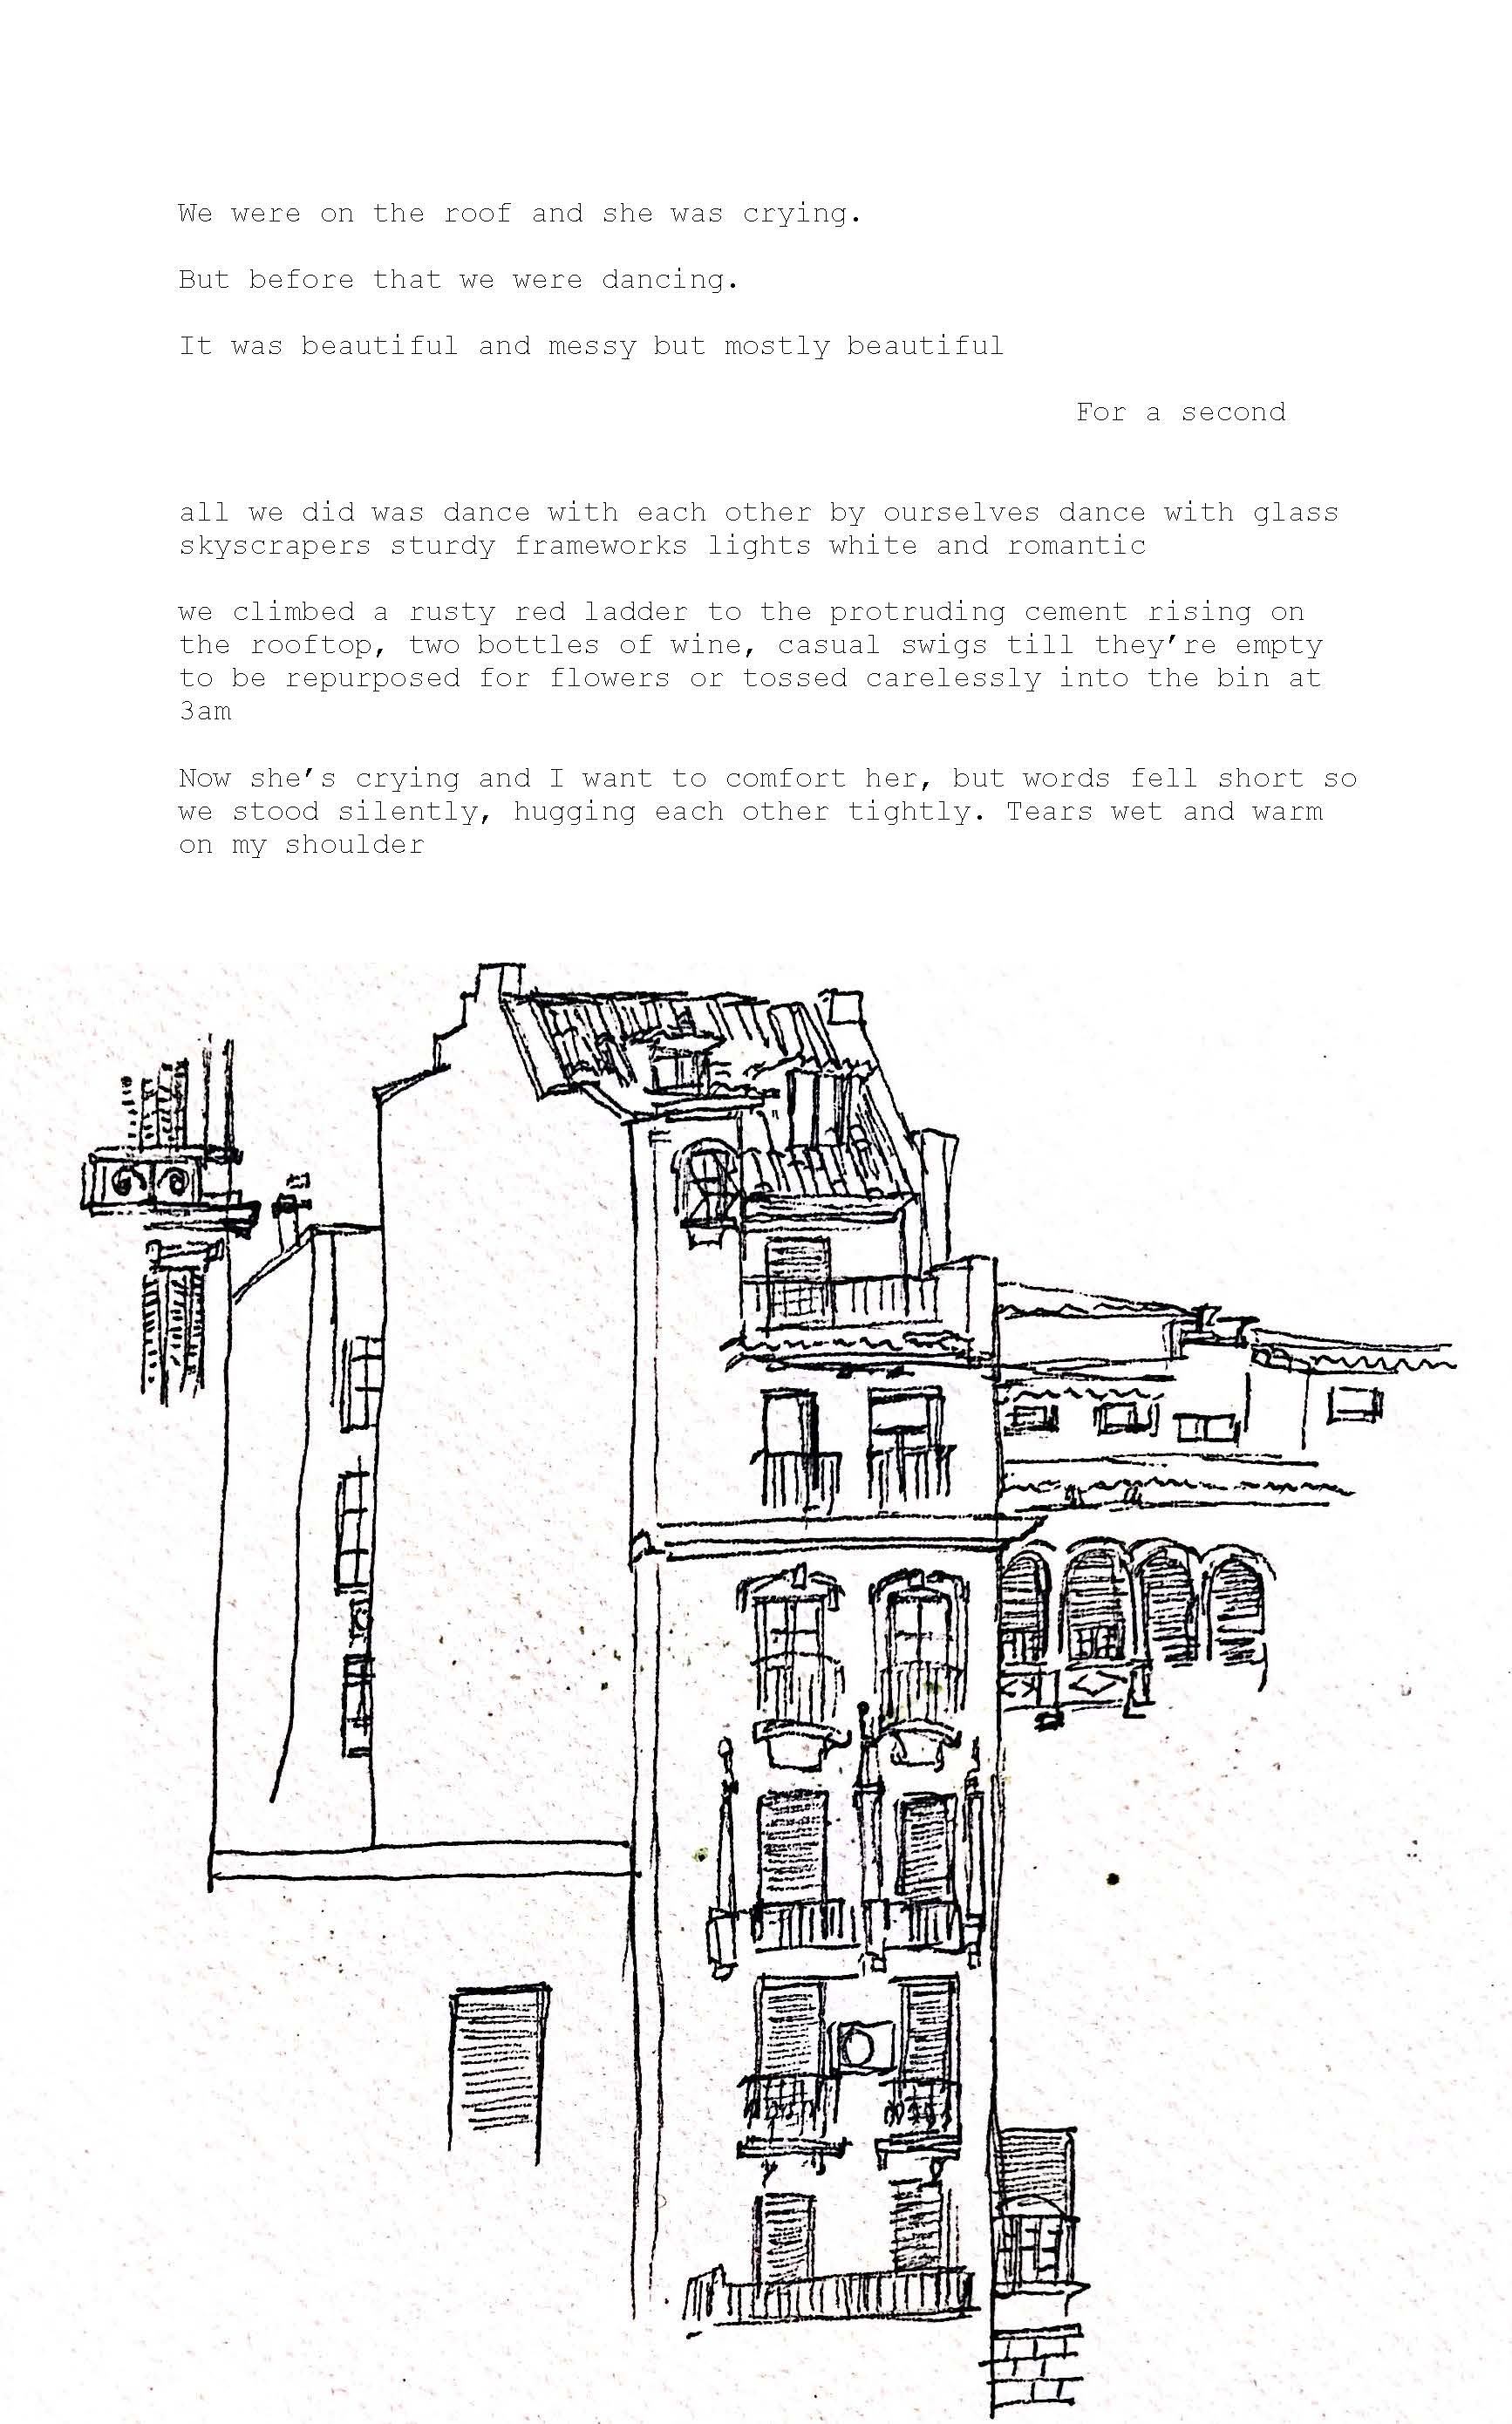 We were on the roof and she was crying.
But before that we were dancing.
It was beautiful and messy but mostly beautiful
For a second
all we did was dance with each other by ourselves dance with glass
skyscrapers sturdy frameworks lights white and romantic
we climbed a rusty red ladder to the protruding cement rising on
the rooftop, two bottles of wine, casual swigs till they’re empty
to be repurposed for flowers or tossed carelessly into the bin at
3am
Now she’s crying and I want to comfort her, but words fell short so
we stood silently, hugging each other tightly. Tears wet and warm
on my shoulder